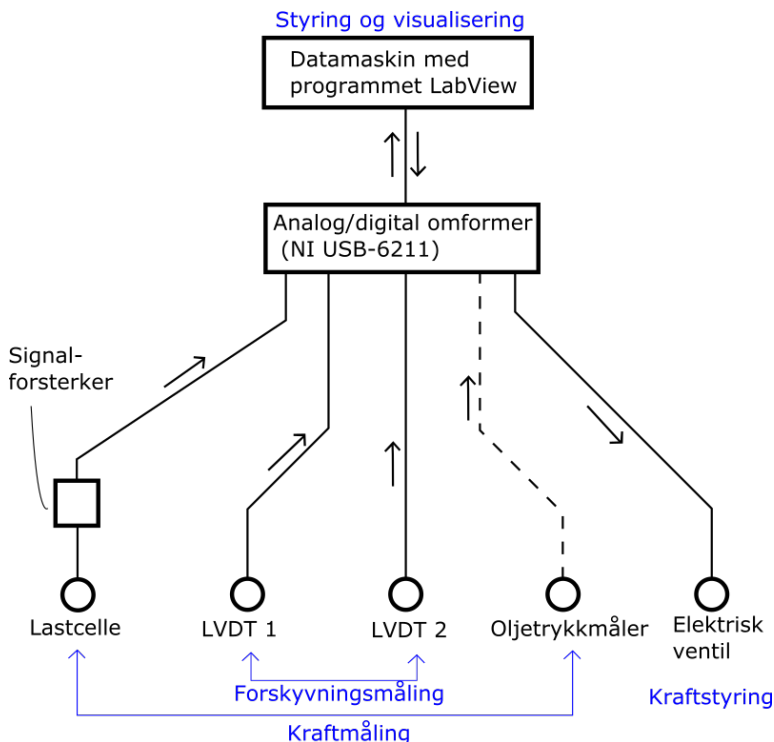 Styring og visualisering
Datamaskin med
programmet LabView
Analog/digital omformer
(NI USB-6211)
Signal-
forsterker
Lastcelle
LVDT 1
LVDT 2
Oljetrykkmåler
Elektrisk
ventil
Forskyvningsmåling
Kraftstyring
Kraftmåling